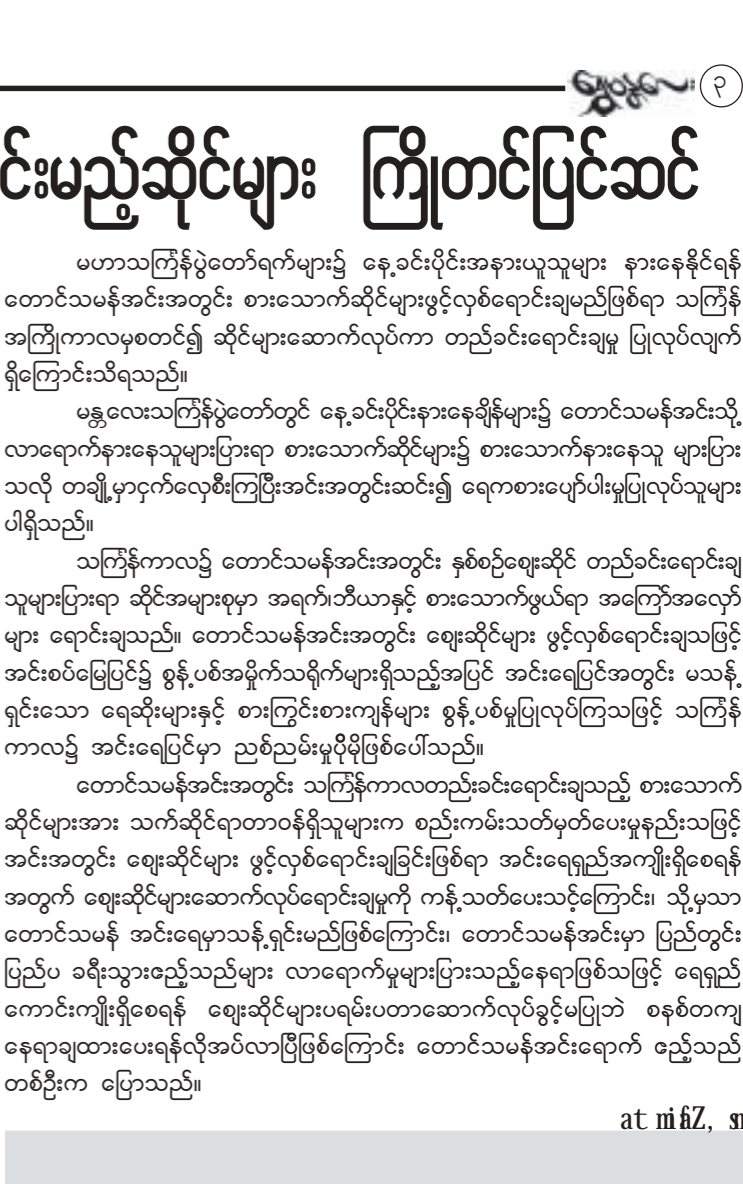 ရွှေဝန်းလေး ၃
င်းမည့်ဆိုင်များ ကြိုတင်ပြင်ဆင်
မဟာသင်္ကြန်ပွဲတော်ရက်များ၌ နေ့ခင်းပိုင်းအနားယူသူများ နားနေနိုင်ရန်
တောင်သမန်အင်းအတွင်း စားသောက်ဆိုင်များဖွင့်လှစ်ရောင်းချမည်ဖြစ်ရာ သင်္ကြန်
အကြိုကာလမှစတင်၍ ဆိုင်များဆောက်လုပ်ကာ တည်ခင်းရောင်းချမှု ပြုလုပ်လျက်
ရှိကြောင်းသိရသည်။
မန္တလေးသင်္ကြန်ပွဲတော်တွင် နေ့ခင်းပိုင်းနားနေချိန်များ၌ တောင်သမန်အင်းသို့
လာရောက်နားနေသူများပြားရာ စားသောက်ဆိုင်များ၌ စားသောက်နားနေသူ များပြား
သလို တချို့မှာငှက်လှေစီးကြပြီးအင်းအတွင်းဆင်း၍ ရေကစားပျော်ပါးမှုပြုလုပ်သူများ
ပါရှိသည်။
သင်္ကြန်ကာလ၌ တောင်သမန်အင်းအတွင်း နှစ်စဉ်ဈေးဆိုင် တည်ခင်းရောင်းချ
သူများပြားရာ ဆိုင်အများစုမှာ အရက်၊ဘီယာနှင့် စားသောက်ဖွယ်ရာ အကြော်အလှော်
များ ရောင်းချသည်။ တောင်သမန်အင်းအတွင်း ဈေးဆိုင်များ ဖွင့်လှစ်ရောင်းချသဖြင့်
အင်းစပ်မြေပြင်၌ စွန့်ပစ်အမှိုက်သရိုက်များရှိသည့်အပြင် အင်းရေပြင်အတွင်း မသန့်
ရှင်းသော ရေဆိုးများနှင့် စားကြွင်းစားကျန်များ စွန့်ပစ်မှုပြုလုပ်ကြသဖြင့် သင်္ကြန်
ကာလ၌ အင်းရေပြင်မှာ ညစ်ညမ်းမှုပိုမိုဖြစ်ပေါ်သည်။
တောင်သမန်အင်းအတွင်း သင်္ကြန်ကာလတည်းခင်းရောင်းချသည့် စားသောက်
ဆိုင်များအား သက်ဆိုင်ရာတာဝန်ရှိသူများက စည်းကမ်းသတ်မှတ်ပေးမှုနည်းသဖြင့်
အင်းအတွင်း ဈေးဆိုင်များ ဖွင့်လှစ်ရောင်းချခြင်းဖြစ်ရာ အင်းရေရှည်အကျိုးရှိစေရန်
အတွက် ဈေးဆိုင်များဆောက်လုပ်ရောင်းချမှုကို ကန့်သတ်ပေးသင့်ကြောင်း၊ သို့မှသာ
တောင်သမန် အင်းရေမှာသန့်ရှင်းမည်ဖြစ်ကြောင်း၊ တောင်သမန်အင်းမှာ ပြည်တွင်း
ပြည်ပ ခရီးသွားဧည့်သည်များ လာရောက်မှုများပြားသည့်နေရာဖြစ်သဖြင့် ရေရှည်
ကောင်းကျိုးရှိစေရန် ဈေးဆိုင်များပရမ်းပတာဆောက်လုပ်ခွင့်မပြုဘဲ စနစ်တကျ
နေရာချထားပေးရန်လိုအပ်လာပြီဖြစ်ကြောင်း တောင်သမန်အင်းရောက် ဧည့်သည်
တစ်ဦးက ပြောသည်။